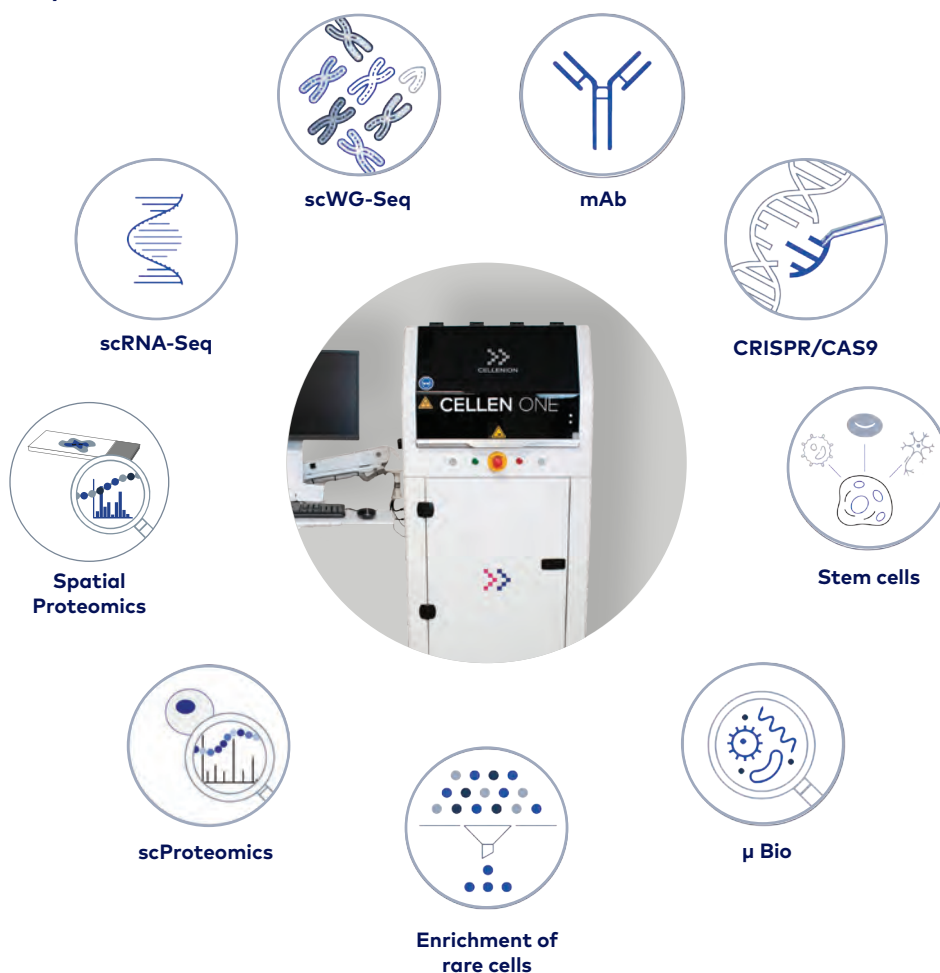 scWG-Seq
mAb
scRNA-Seq
CRISPR/CAS9
CELLENION
CELLEN ONE
Spatial
Proteomics
Stem cells
scProteomics
µ Bio
Enrichment of
rare cells